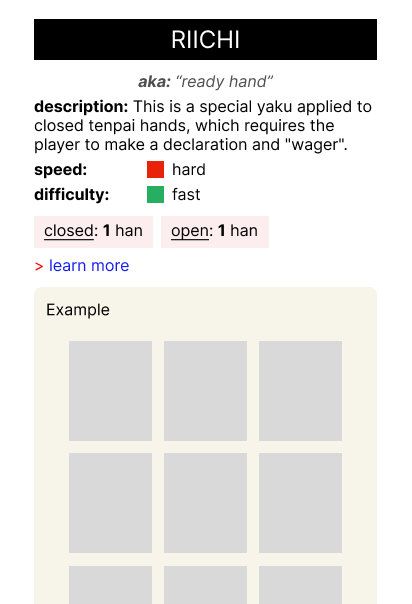 RIICHI
aka: “ready hand”
description: This is a special yaku applied to
closed tenpai hands, which requires the
player to make a declaration and "wager".
speed: hard
difficulty: fast
closed: 1 han open: 1 han
> learn more
Example